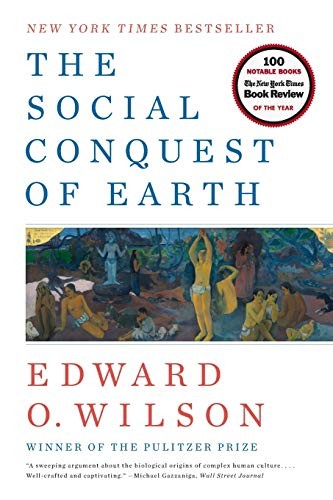 NEW YORK TIMES BESTSELLER
THE
SOCIAL
CONQUEST
OF EARTH
100
NOTABLE BOOKS
The New York Times
Book Review
OF THE YEAR
EDWARD
O. WILSON
WINNER OF THE PULITZER PRIZE
"A sweeping argument about the biological origins of complex human culture. . . .
Well-crafted and captivating." —Michael Gazzaniga, Wall Street Journal